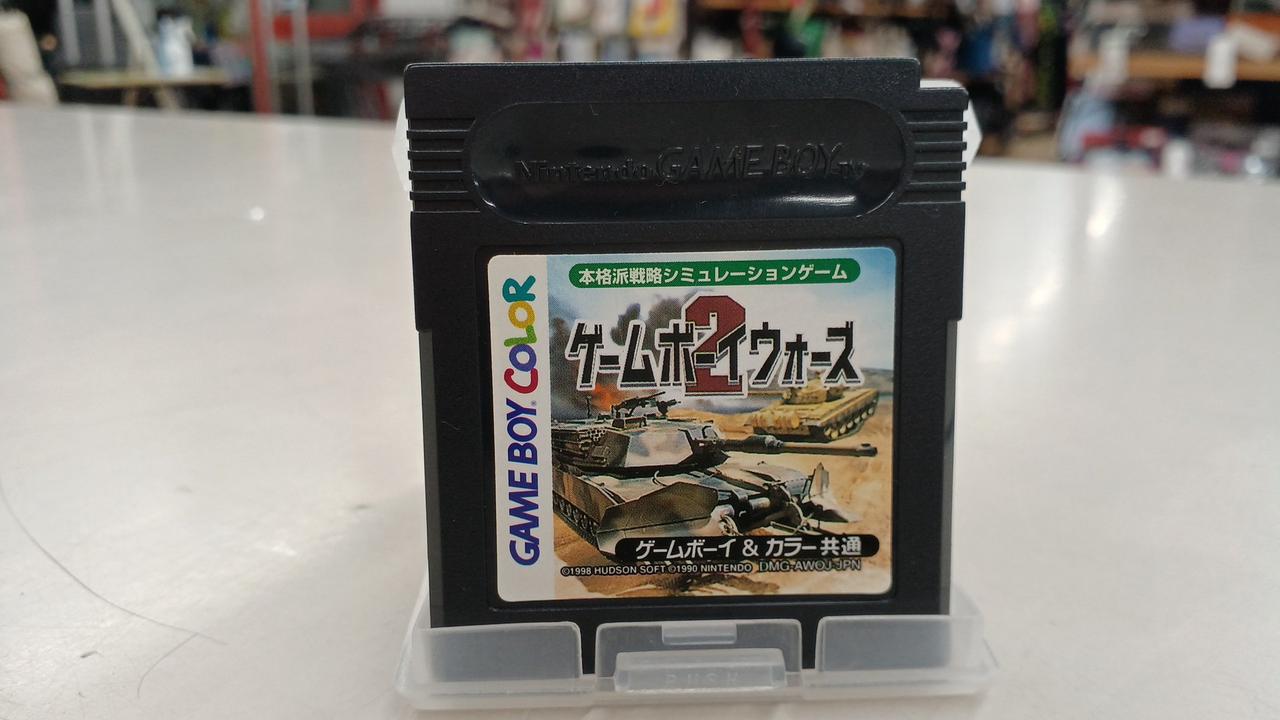 Nintendo GAME BOY TM
GAME BOY COLOR
本格派戦略シミュレーションゲーム
ゲームボーイウォーズ2
ゲームボーイ & カラー共通
©1998 HUDSON SOFT ©1990 NINTENDO DMG-AWOJ-JPN
PUSH